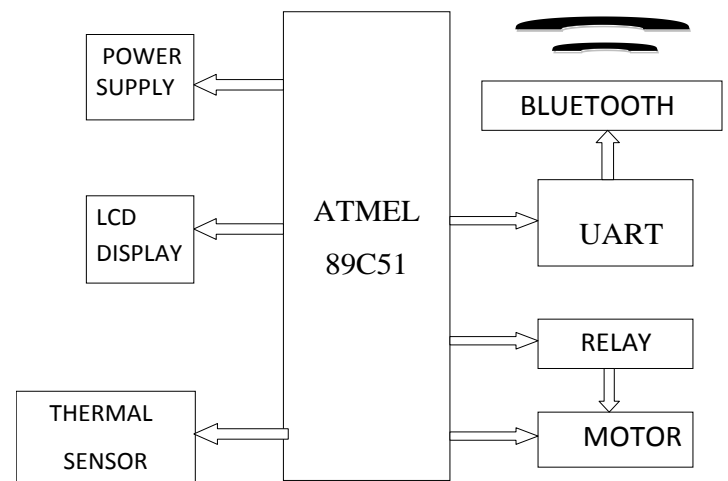 POWER
SUPPLY
LCD
DISPLAY
THERMAL
SENSOR
ATMEL
89C51
BLUETOOTH
UART
RELAY
MOTOR